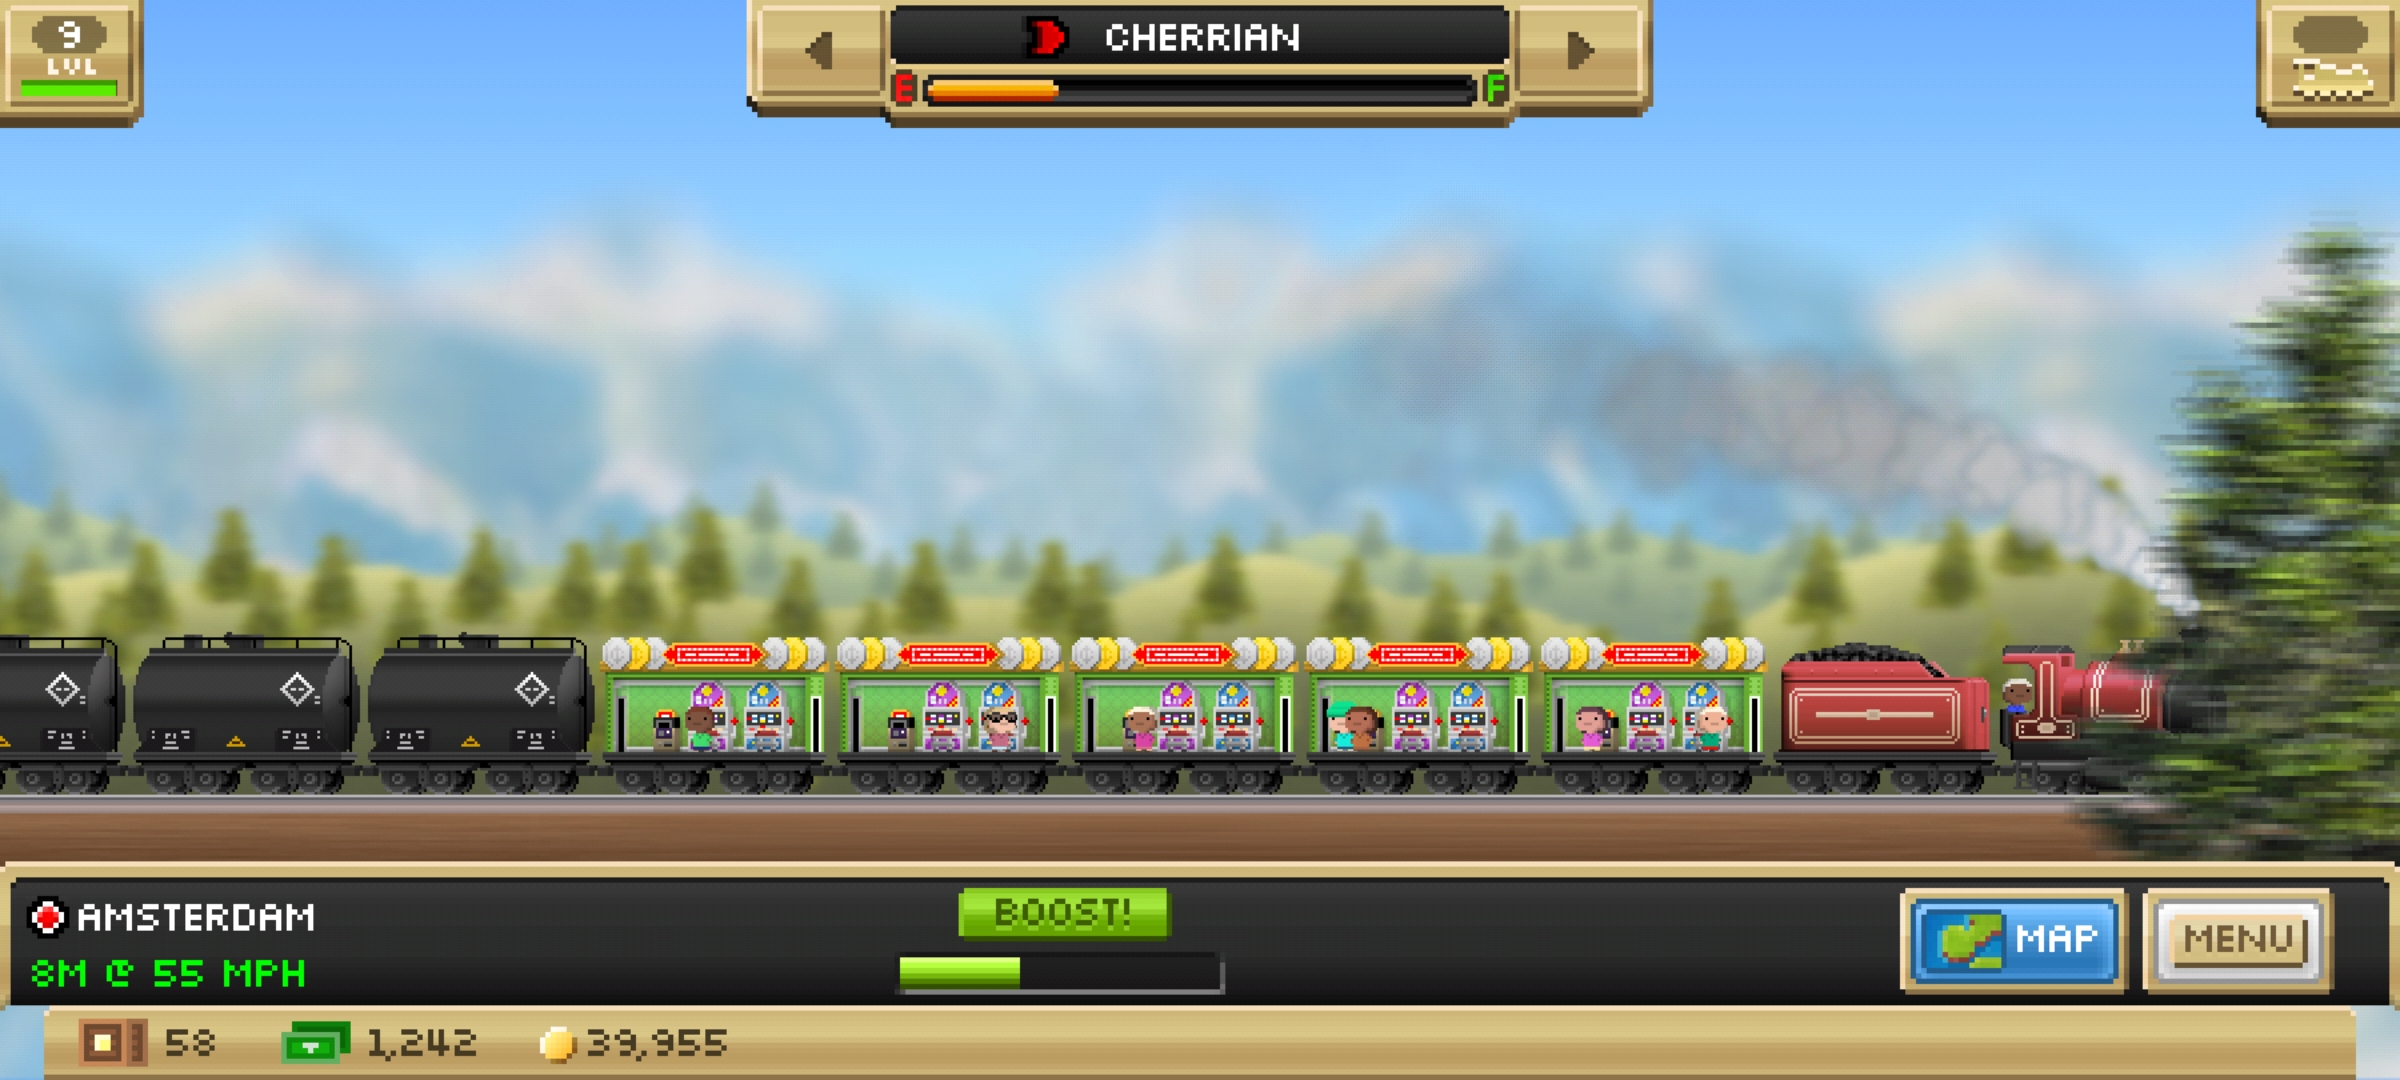 9
LVL
CHERRIAN
E F
AMSTERDAM
8M @ 55 MPH
BOOST!
MAP
MENU
58
1,242
39,955